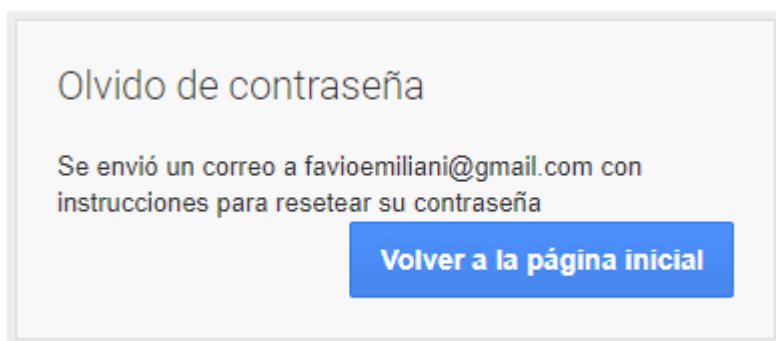 Olvido de contraseña
Se envió un correo a favioemiliani@gmail.com con
instrucciones para resetear su contraseña
Volver a la página inicial